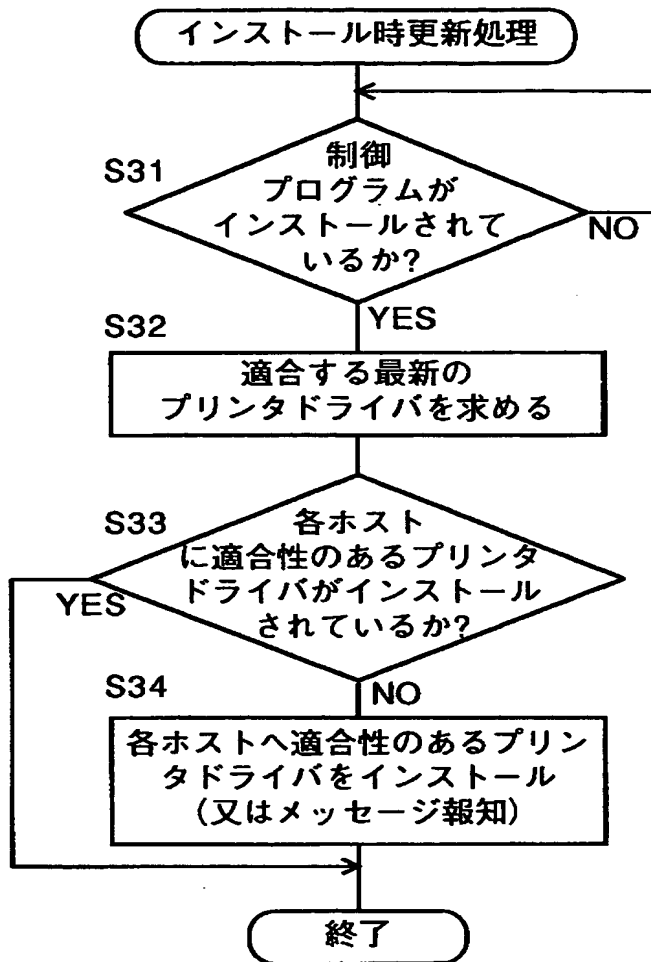 インストール時更新処理
S31
制御
プログラムが
インストールされて
いるか?
NO
YES
S32
適合する最新の
プリンタドライバを求める
S33
各ホスト
に適合性のあるプリンタ
ドライバがインストール
されているか?
YES
NO
S34
各ホストへ適合性のあるプリン
タドライバをインストール
(又はメッセージ報知)
終了